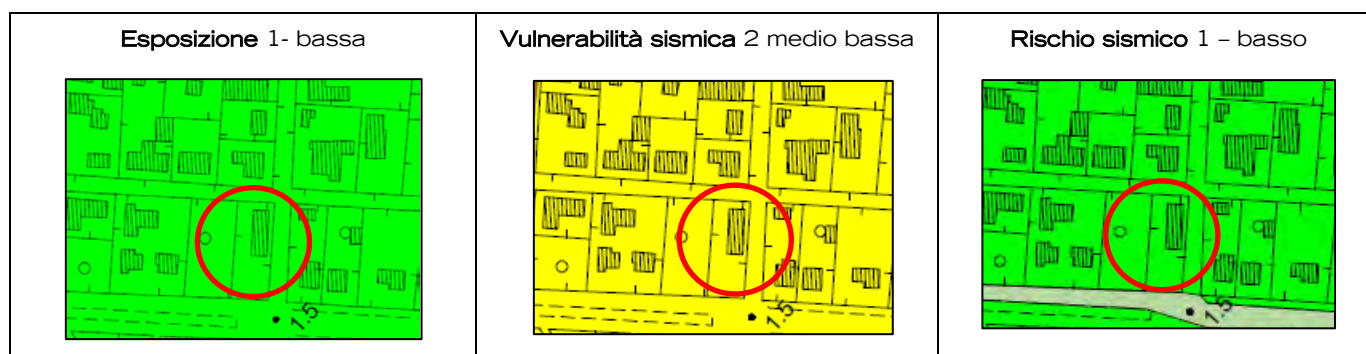 Esposizione 1- bassa
Vulnerabilità sismica 2 medio bassa
Rischio sismico 1 – basso
1.5
1.5
1.5